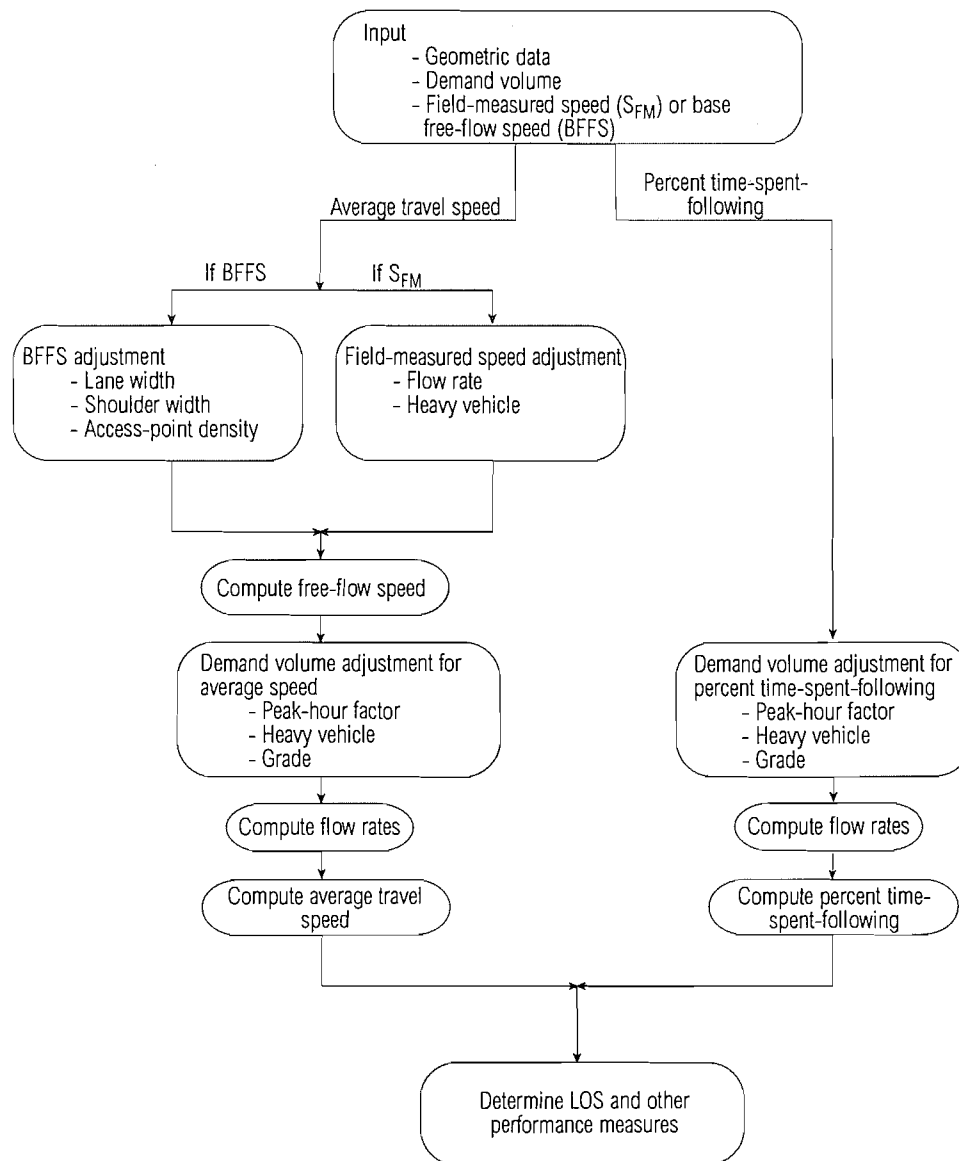 Input
- Geometric data
- Demand volume
- Field-measured speed (SFM) or base
free-flow speed (BFFS)
Average travel speed
Percent time-spent-
following
If BFFS
If SFM
BFFS adjustment
- Lane width
- Shoulder width
- Access-point density
Field-measured speed adjustment
- Flow rate
- Heavy vehicle
Compute free-flow speed
Demand volume adjustment for
average speed
- Peak-hour factor
- Heavy vehicle
- Grade
Demand volume adjustment for
percent time-spent-following
- Peak-hour factor
- Heavy vehicle
- Grade
Compute flow rates
Compute flow rates
Compute average travel
speed
Compute percent time-
spent-following
Determine LOS and other
performance measures